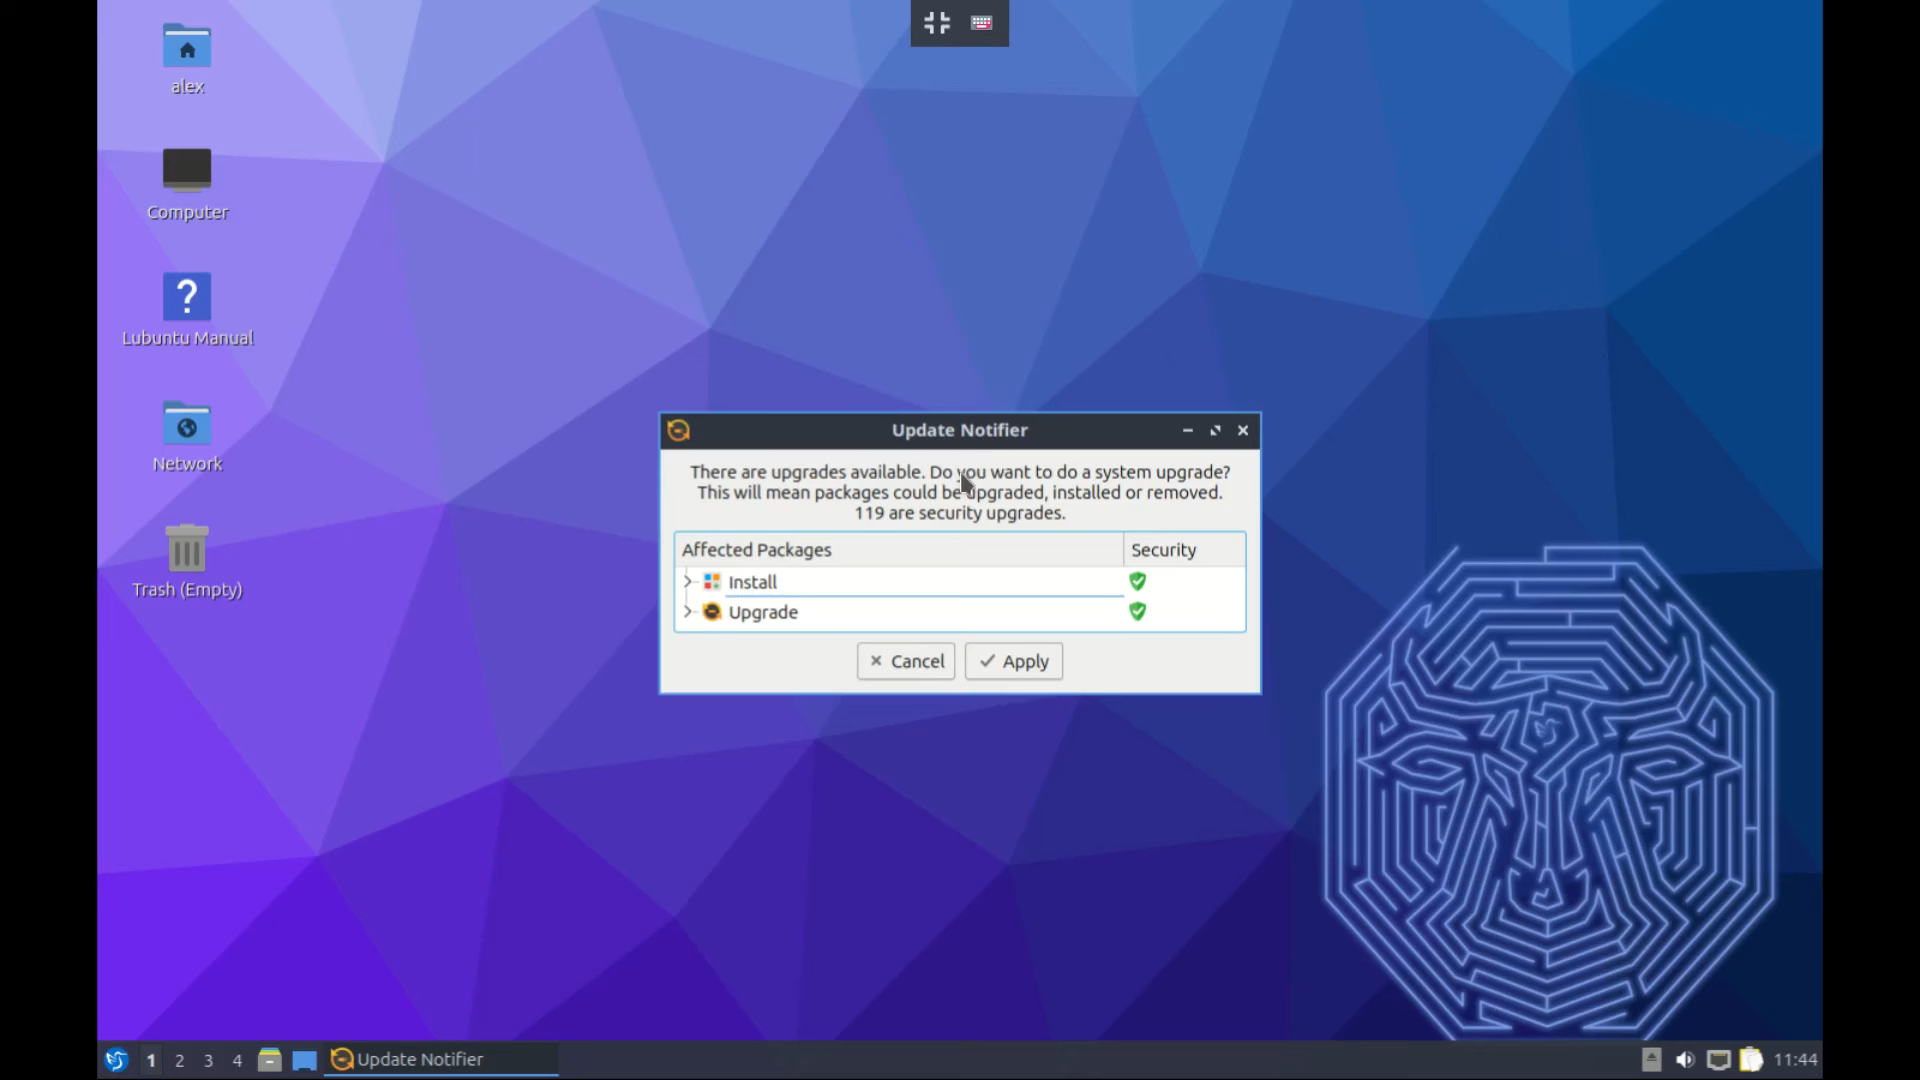 alex
Computer
?
Lubuntu Manual
Network
Trash (Empty)
Update Notifier
There are upgrades available. Do you want to do a system upgrade?
This will mean packages could be upgraded, installed or removed.
119 are security upgrades.
Affected Packages Security
Install
Upgrade
Cancel Apply
1 2 3 4 Update Notifier 11:44